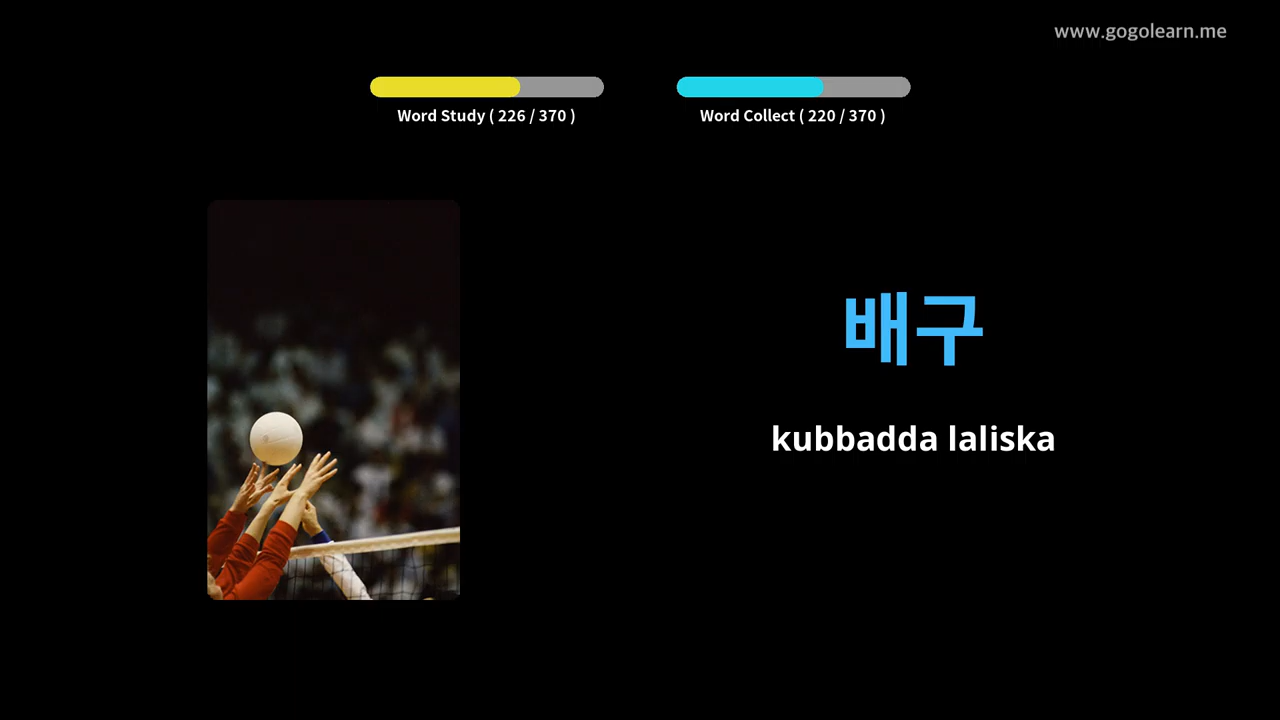 www.gogolearn.me
Word Study ( 226 / 370 )
Word Collect ( 220 / 370 )
배구
kubbadda laliska